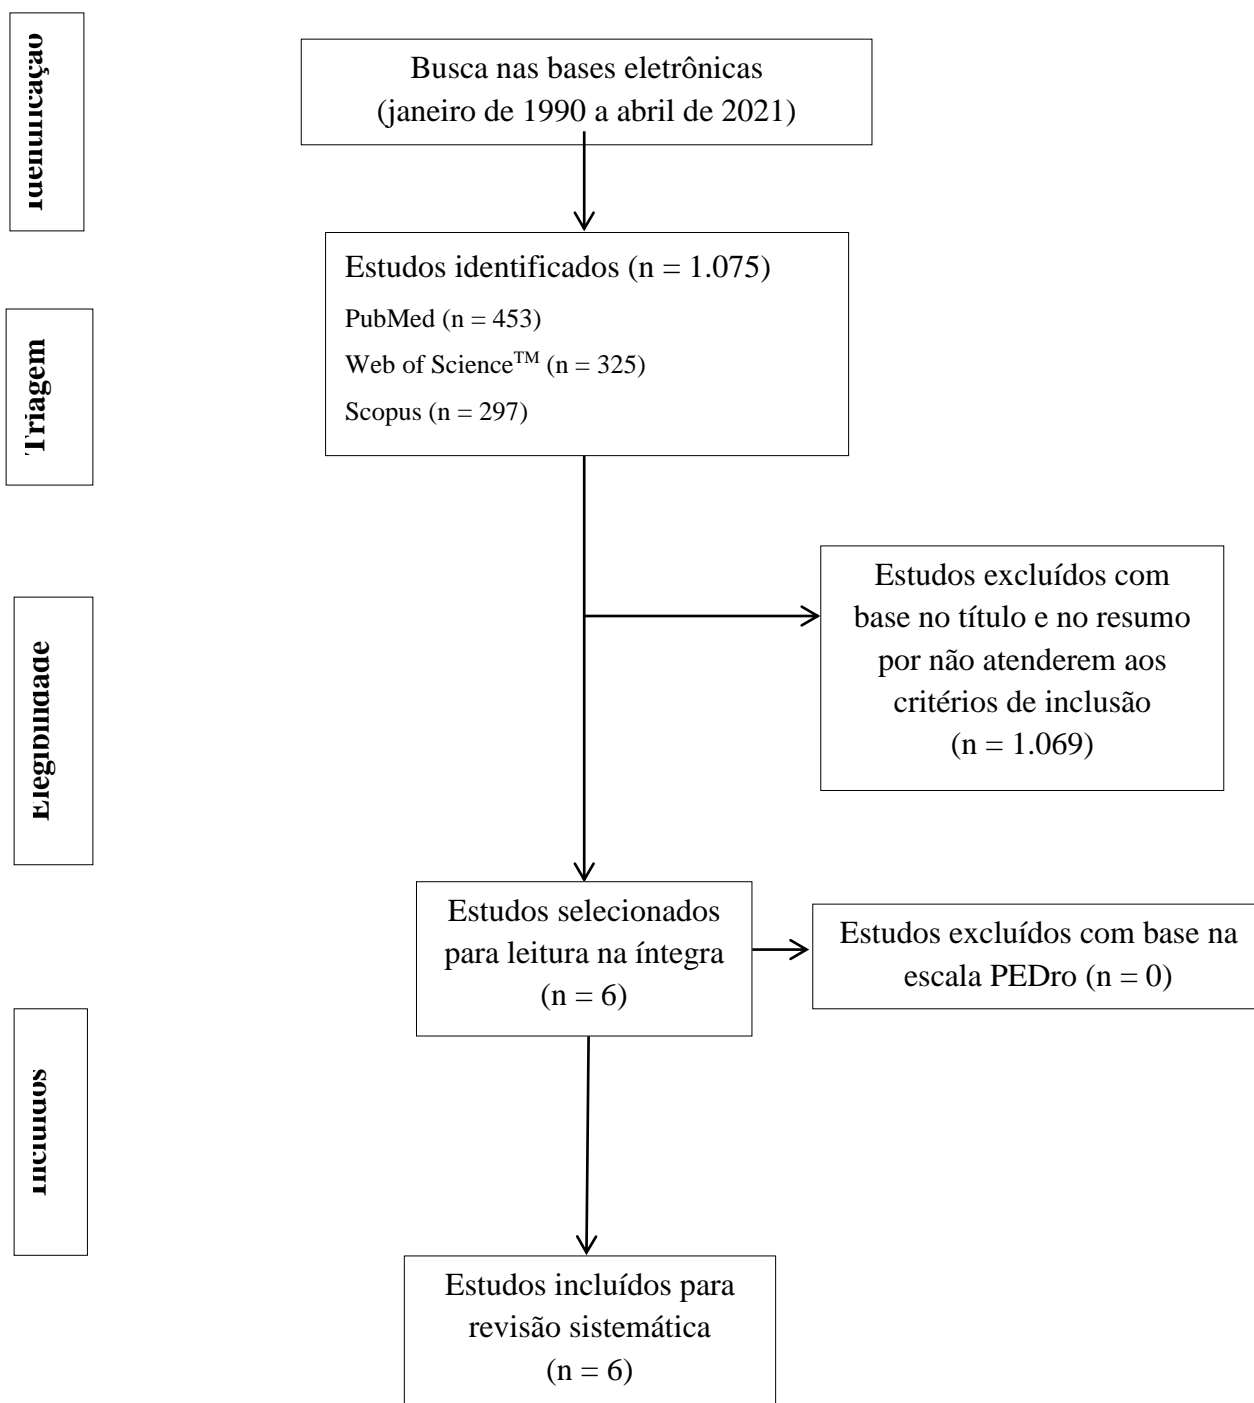 Identificação
Busca nas bases eletrônicas
(janeiro de 1990 a abril de 2021)
Estudos identificados (n = 1.075)
PubMed (n = 453)
Web of Science™ (n = 325)
Scopus (n = 297)
Triagem
Estudos excluídos com
base no título e no resumo
por não atenderem aos
critérios de inclusão
(n = 1.069)
Elegibilidade
Estudos selecionados
para leitura na íntegra
(n = 6)
Estudos excluídos com base na
escala PEDro (n = 0)
Incluídos
Estudos incluídos para
revisão sistemática
(n = 6)